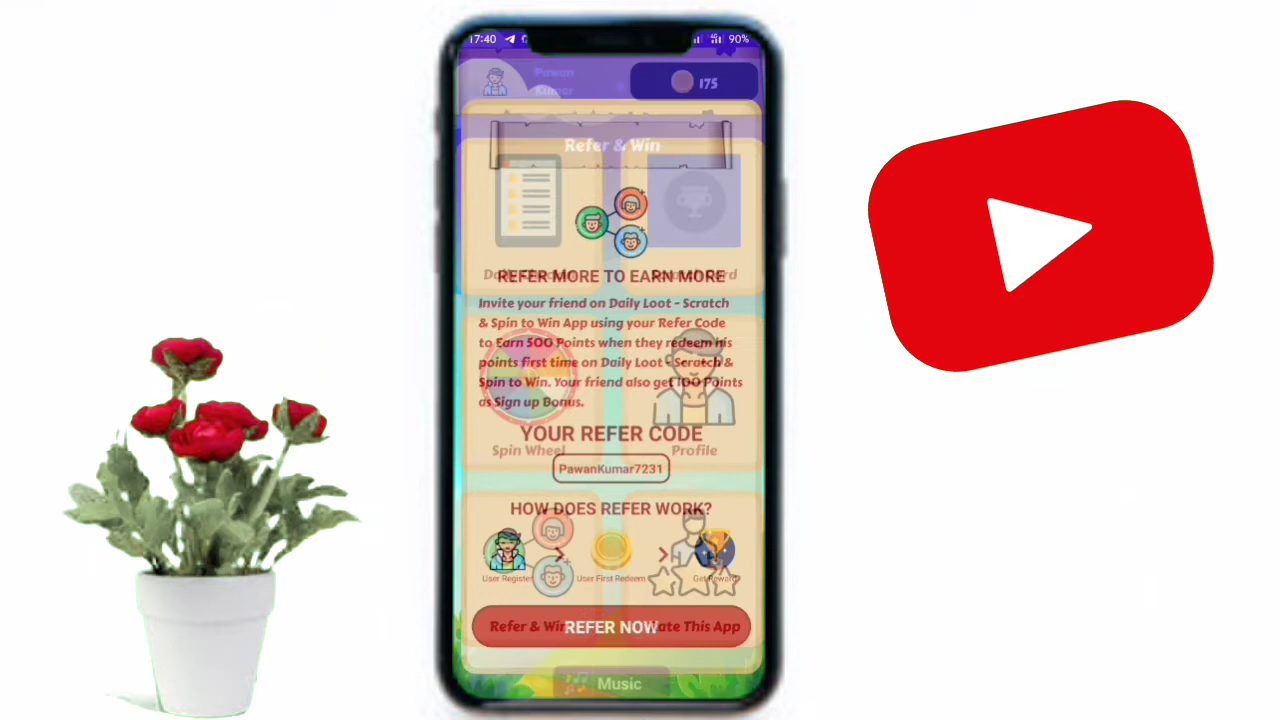 17:40 90%
Pawan
Kumar
175
Refer & Win
REFER MORE TO EARN MORE
Invite your friend on Daily Loot - Scratch
& Spin to Win App using your Refer Code
to Earn 500 Points when they redeem his
points first time on Daily Loot - Scratch &
Spin to Win. Your friend also get 100 Points
as Sign up Bonus.
YOUR REFER CODE
Spin Wheel Profile
PawanKumar7231
HOW DOES REFER WORK?
User Register User First Redeem Get Reward
Refer & Win REFER NOW Rate This App
Music